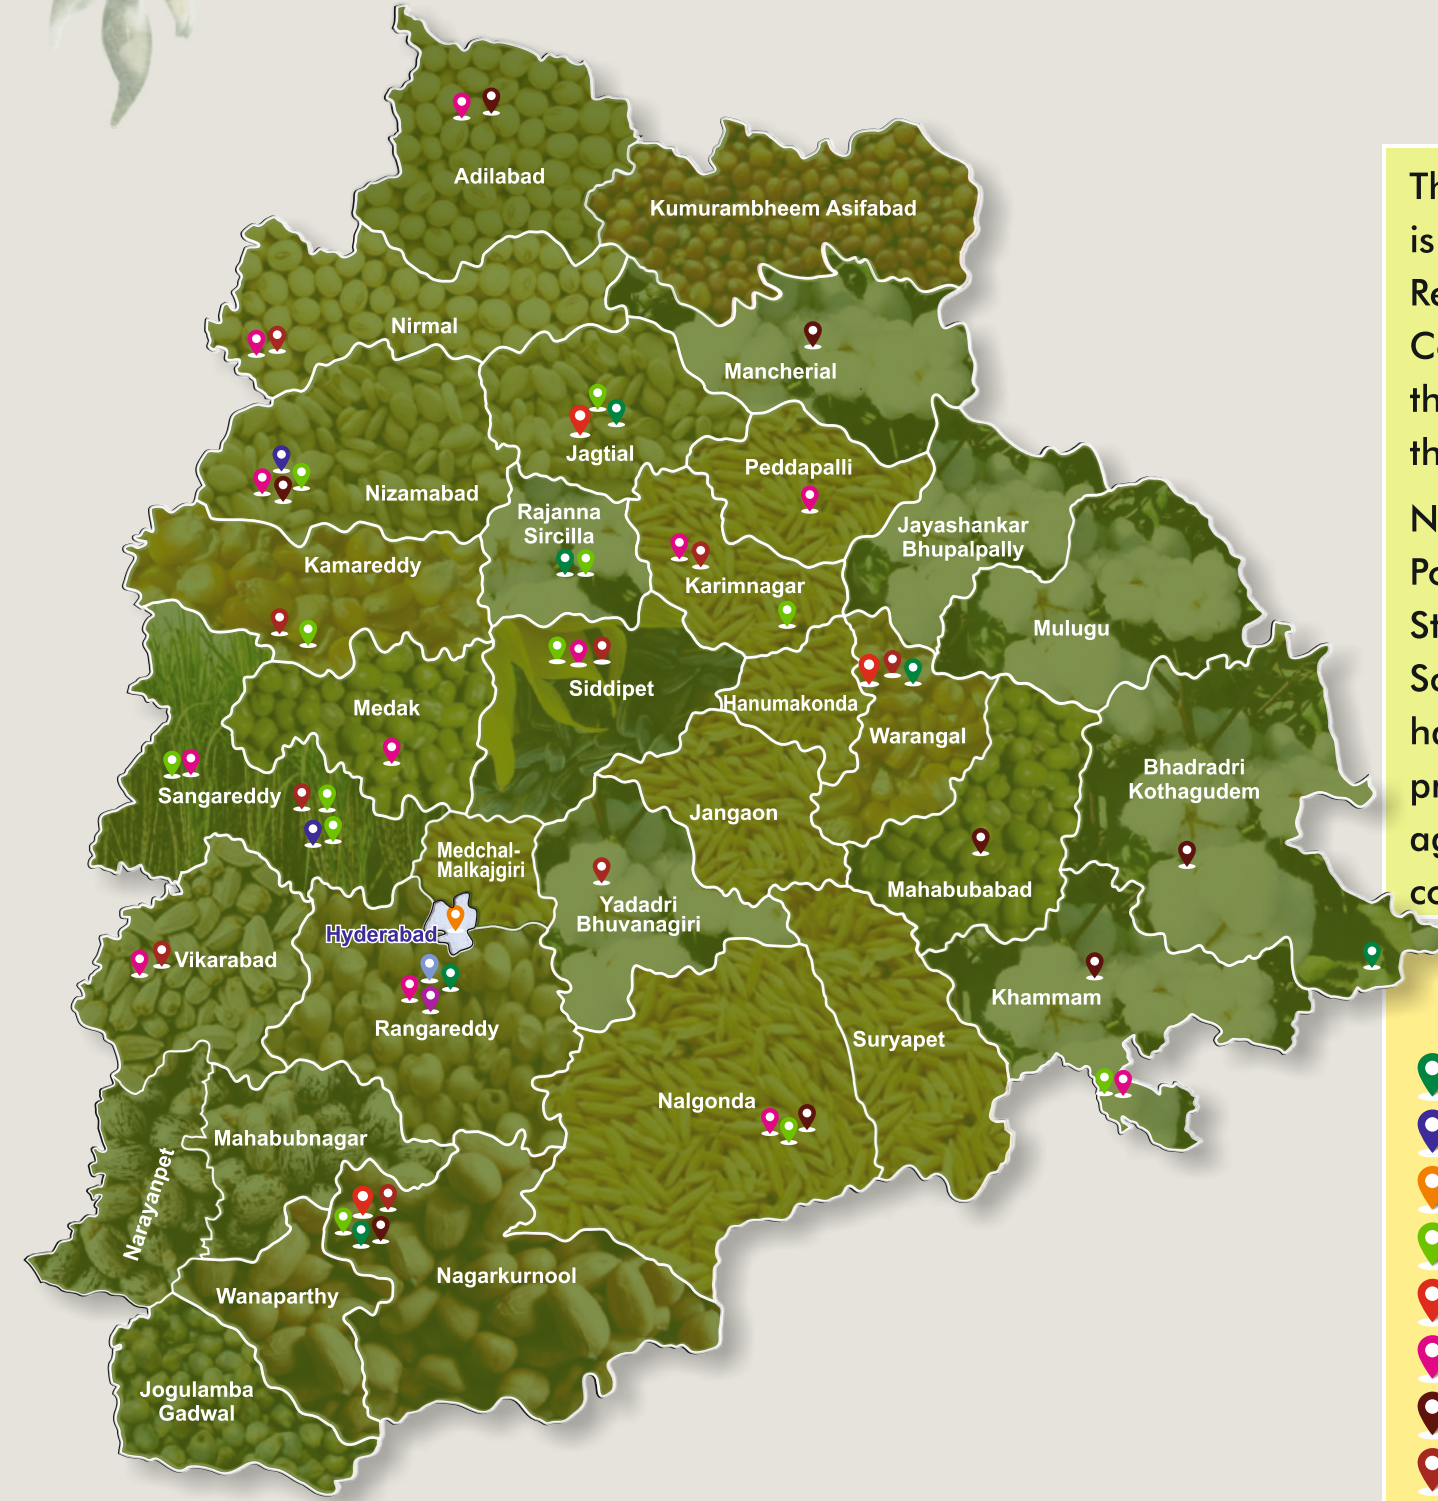 Adilabad
Kumurambheem Asifabad
Nirmal
Mancherial
Jagtial
Peddapalli
Nizamabad
Rajanna
Sircilla
Jayashankar
Bhupalpally
Kamareddy
Karimnagar
Mulugu
Siddipet
Medak
Hanumakonda
Warangal
Bhadradri
Kothagudem
Sangareddy
Jangaon
Medchal-
Malkajgiri
Mahabubabad
Yadadri
Bhuvanagiri
Hyderabad
Vikarabad
Khammam
Rangareddy
Suryapet
Nalgonda
Mahabubnagar
Narayanpet
Nagarkurnool
Wanaparthy
Jogulamba
Gadwal
is